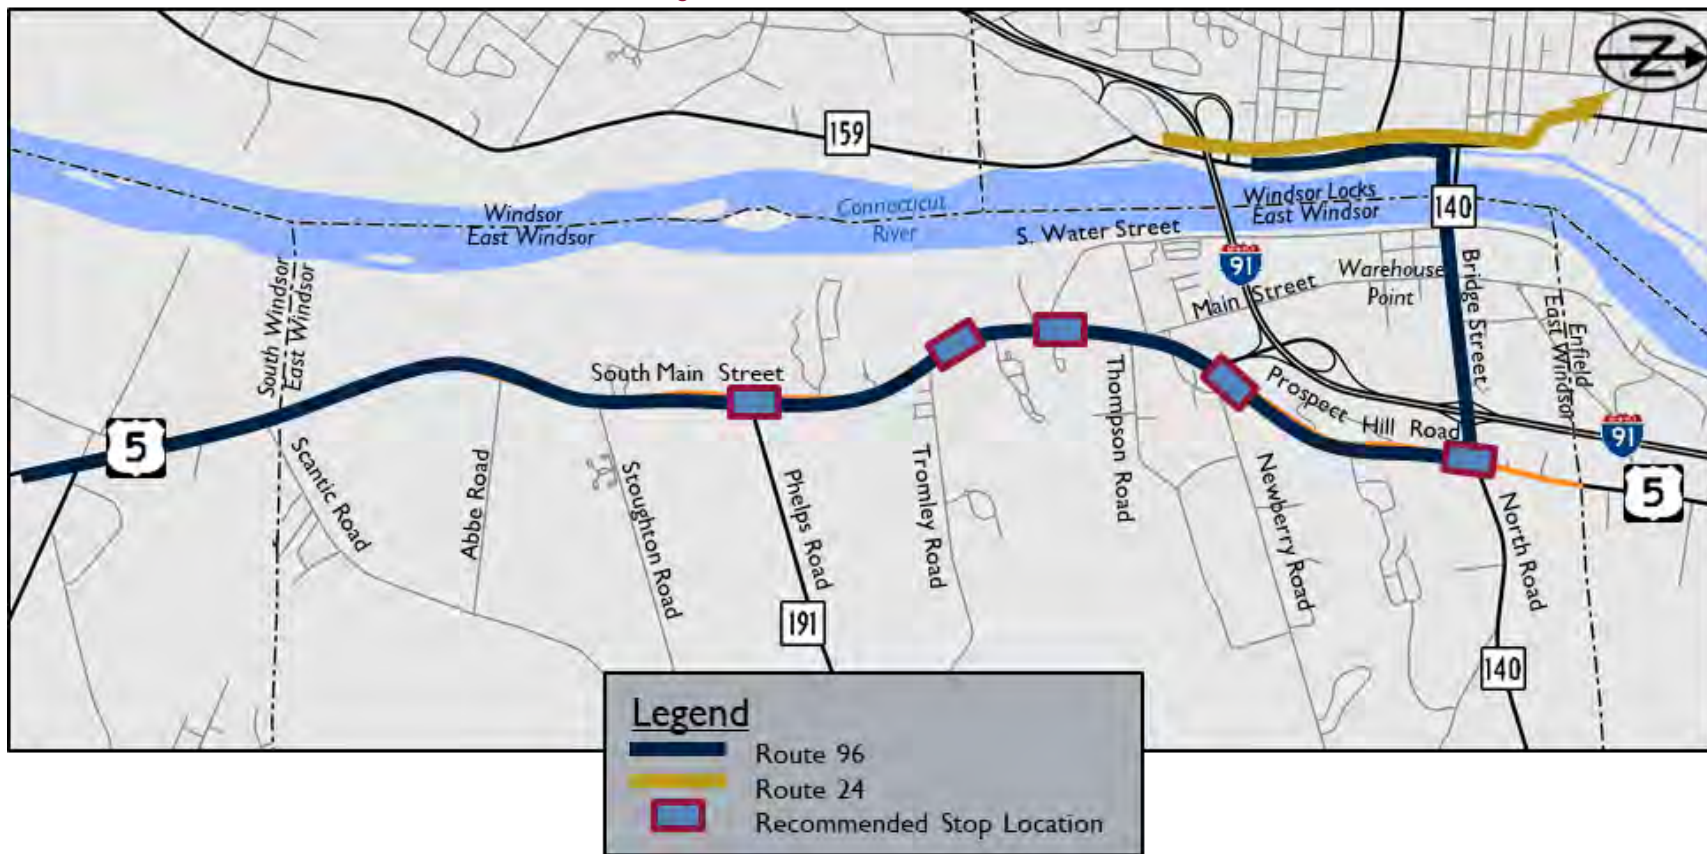 Z
159
Windsor
East Windsor
Connecticut
River
Windsor Locks
East Windsor
140
S. Water Street
91
Warehouse
Point
Main Street
Bridge Street
South Windsor
East Windsor
Enfield
East Windsor
South Main Street
Prospect Hill Road
91
5
5
Scantic Road
Abbe Road
Stoughton Road
Phelps Road
Tromley Road
Thompson Road
Newberry Road
North Road
191
140
Legend
Route 96
Route 24
Recommended Stop Location